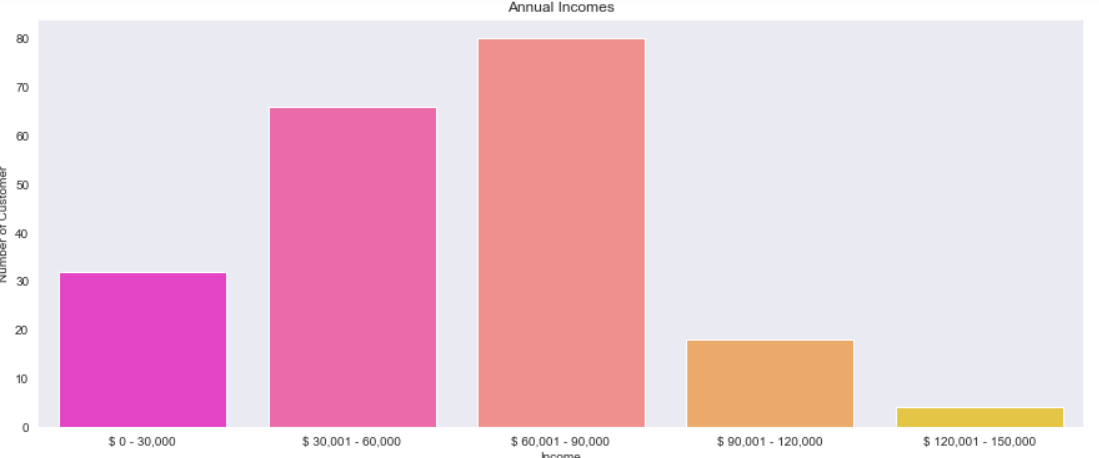 Annual Incomes
80
70
60
50
40
30
20
10
0
Number of Customer
$ 0 - 30,000
$ 30,001 - 60,000
$ 60,001 - 90,000
$ 90,001 - 120,000
$ 120,001 - 150,000
Income